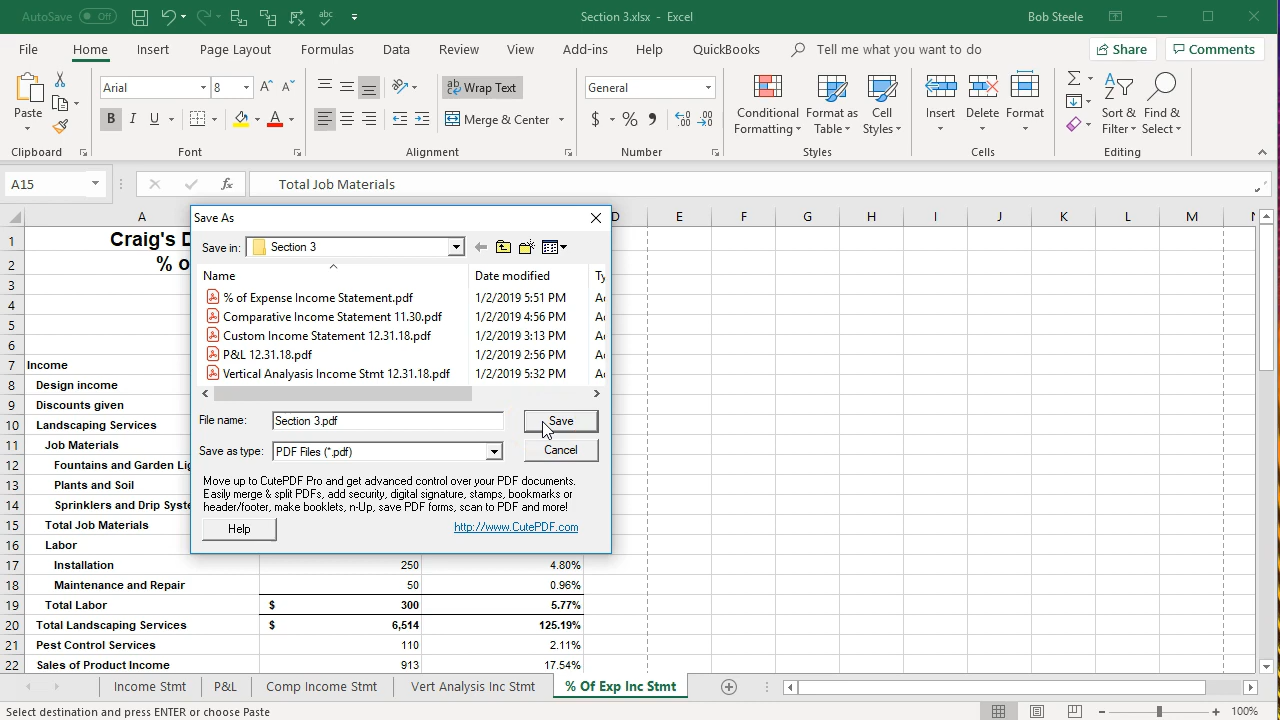 AutoSave Off
Section 3.xlsx - Excel
Bob Steele
File Home Insert Page Layout Formulas Data Review View Add-ins Help QuickBooks Tell me what you want to do Share Comments
Paste
Clipboard
Arial 8
B I U
Font
Wrap Text
Merge & Center
Alignment
General
$ % ,
Number
Conditional Formatting
Format as Table
Cell Styles
Styles
Insert Delete Format
Cells
Sort & Filter
Find & Select
Editing
A15 fx Total Job Materials
A D E F G H I J K L M
1 Craig's D
2 % o
3
4
5
6
7 Income
8 Design income
9 Discounts given
10 Landscaping Services
11 Job Materials
12 Fountains and Garden Lig
13 Plants and Soil
14 Sprinklers and Drip Syste
15 Total Job Materials
16 Labor
17 Installation 250 4.80%
18 Maintenance and Repair 50 0.96%
19 Total Labor $ 300 5.77%
20 Total Landscaping Services $ 6,514 125.19%
21 Pest Control Services 110 2.11%
22 Sales of Product Income 913 17.54%
Save As
Save in: Section 3
Name Date modified Ty
% of Expense Income Statement.pdf 1/2/2019 5:51 PM
Comparative Income Statement 11.30.pdf 1/2/2019 4:56 PM
Custom Income Statement 12.31.18.pdf 1/2/2019 3:13 PM
P&L 12.31.18.pdf 1/2/2019 2:56 PM
Vertical Analyasis Income Stmt 12.31.18.pdf 1/2/2019 5:32 PM
File name: Section 3.pdf Save
Save as type: PDF Files (*.pdf) Cancel
Move up to CutePDF Pro and get advanced control over your PDF documents.
Easily merge & split PDFs, add security, digital signature, stamps, bookmarks or
header/footer, make booklets, n-Up, save PDF forms, scan to PDF and more!
Help http://www.CutePDF.com
Income Stmt P&L Comp Income Stmt Vert Analysis Inc Stmt % Of Exp Inc Stmt
Select destination and press ENTER or choose Paste
100%